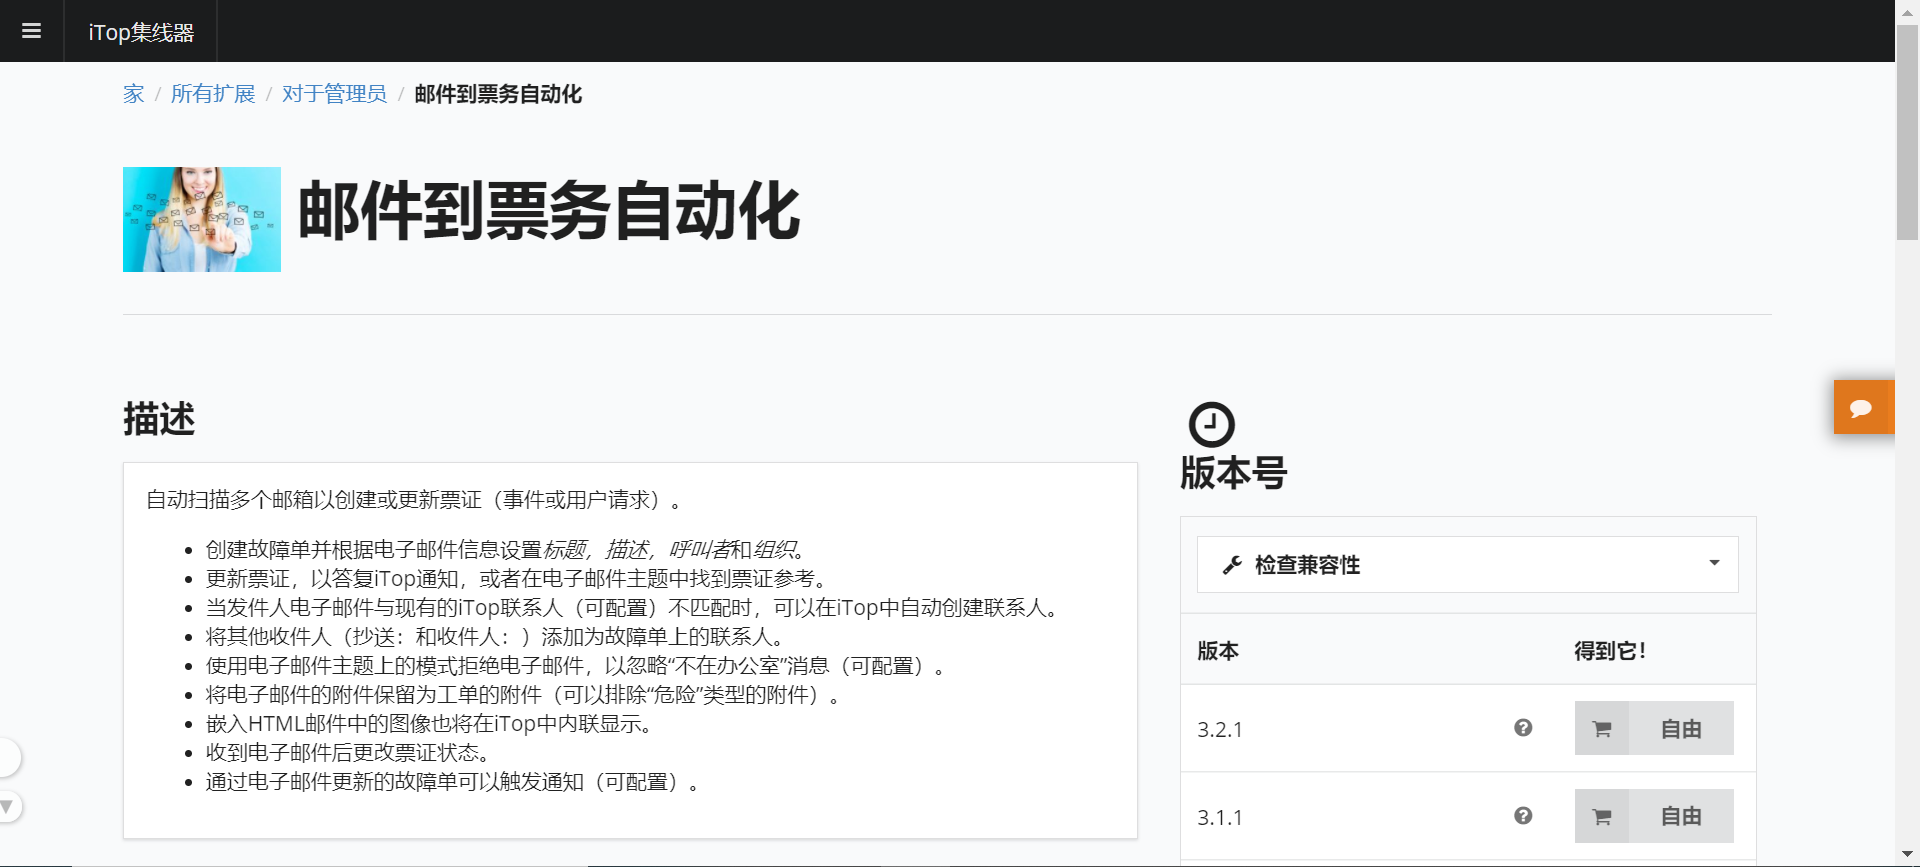 iTop集线器
家 / 所有扩展 / 对于管理员 / 邮件到票务自动化
邮件到票务自动化
描述
自动扫描多个邮箱以创建或更新票证（事件或用户请求）。
• 创建故障单并根据电子邮件信息设置标题，描述，呼叫者和组织。
• 更新票证，以答复iTop通知，或者在电子邮件主题中找到票证参考。
• 当发件人电子邮件与现有的iTop联系人（可配置）不匹配时，可以在iTop中自动创建联系人。
• 将其他收件人（抄送：和收件人：）添加为故障单上的联系人。
• 使用电子邮件主题上的模式拒绝电子邮件，以忽略“不在办公室”消息（可配置）。
• 将电子邮件的附件保留为工单的附件（可以排除“危险”类型的附件）。
• 嵌入HTML邮件中的图像也将在iTop中内联显示。
• 收到电子邮件后更改票证状态。
• 通过电子邮件更新的故障单可以触发通知（可配置）。
版本号
检查兼容性
版本 得到它！
3.2.1 自由
3.1.1 自由